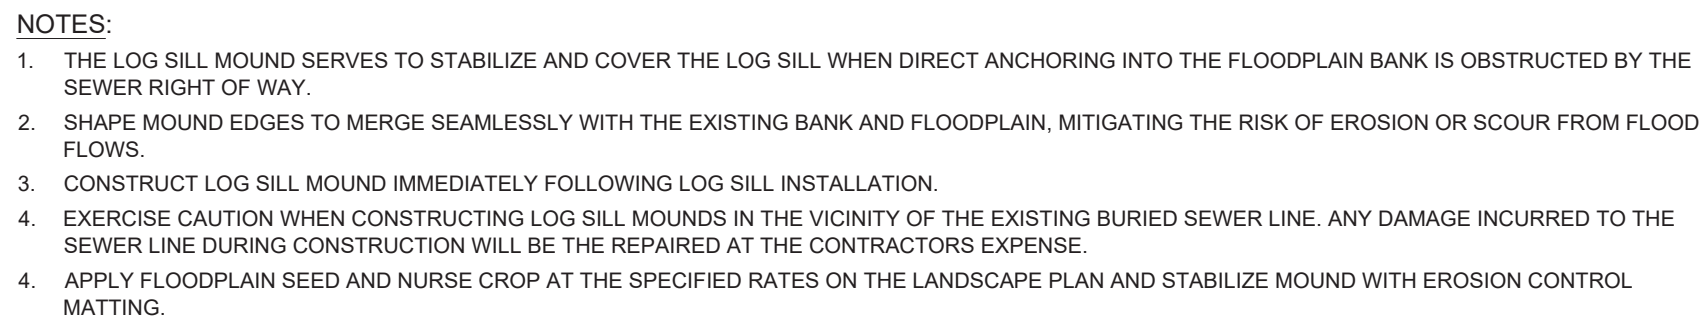 NOTES:
1. THE LOG SILL MOUND SERVES TO STABILIZE AND COVER THE LOG SILL WHEN DIRECT ANCHORING INTO THE FLOODPLAIN BANK IS OBSTRUCTED BY THE
SEWER RIGHT OF WAY.
2. SHAPE MOUND EDGES TO MERGE SEAMLESSLY WITH THE EXISTING BANK AND FLOODPLAIN, MITIGATING THE RISK OF EROSION OR SCOUR FROM FLOOD
FLOWS.
3. CONSTRUCT LOG SILL MOUND IMMEDIATELY FOLLOWING LOG SILL INSTALLATION.
4. EXERCISE CAUTION WHEN CONSTRUCTING LOG SILL MOUNDS IN THE VICINITY OF THE EXISTING BURIED SEWER LINE. ANY DAMAGE INCURRED TO THE
SEWER LINE DURING CONSTRUCTION WILL BE THE REPAIRED AT THE CONTRACTORS EXPENSE.
4. APPLY FLOODPLAIN SEED AND NURSE CROP AT THE SPECIFIED RATES ON THE LANDSCAPE PLAN AND STABILIZE MOUND WITH EROSION CONTROL
MATTING.